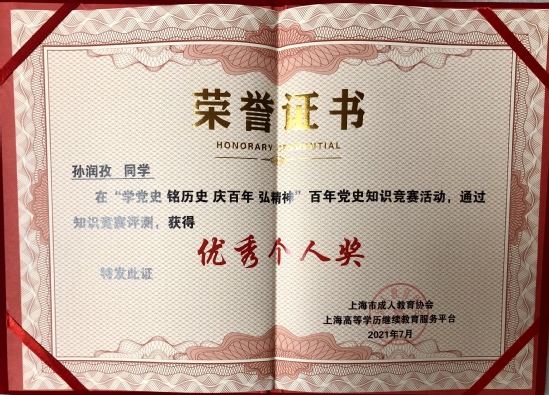 荣誉证书
HONORARY CREDENTIAL
孙润孜 同学
在“学党史 铭历史 庆百年 弘精神”百年党史知识竞赛活动，通过
知识竞赛评测，获得
优秀个人奖
特发此证
上海市成人教育协会
上海高等学历继续教育服务平台
2021年7月